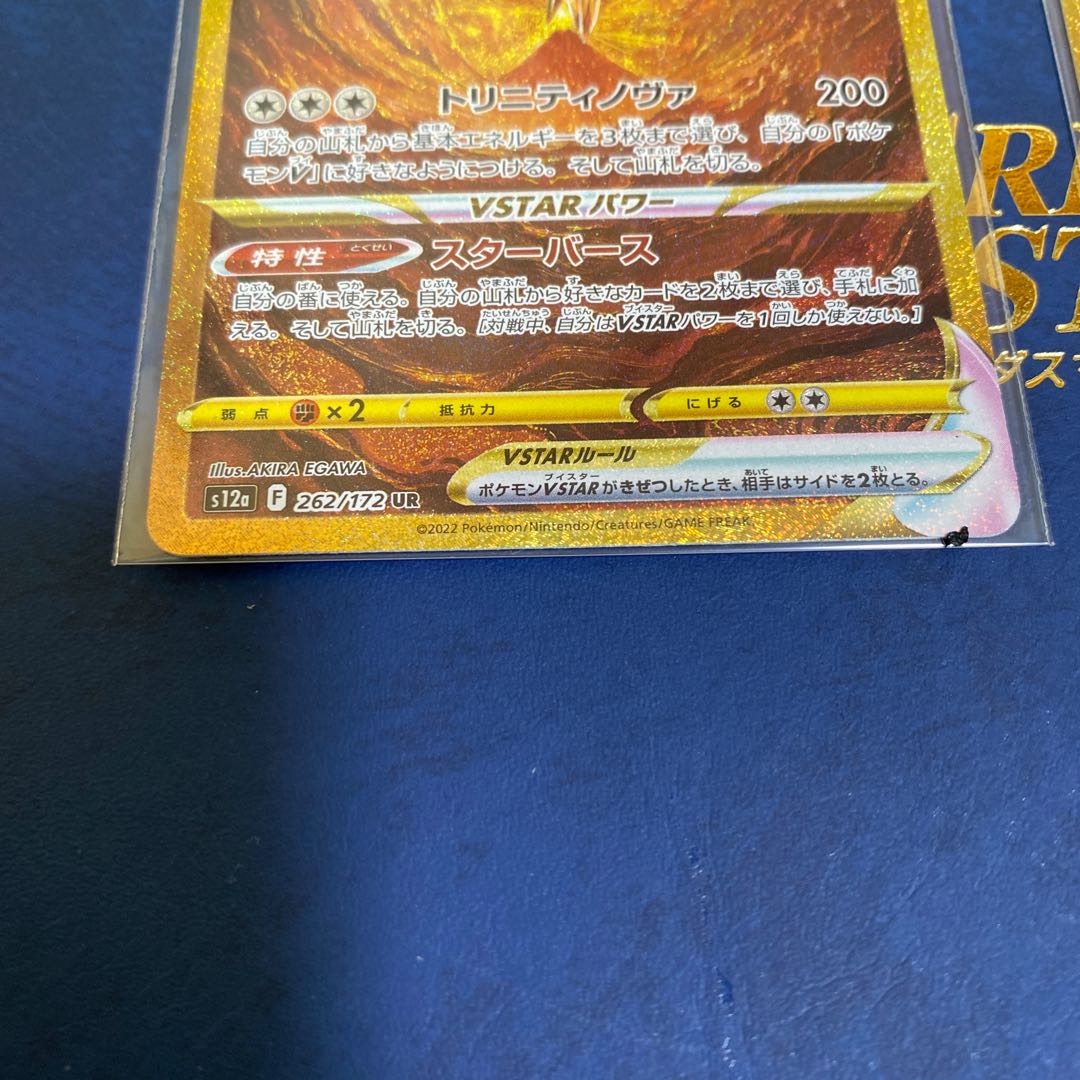 トリニティノヴァ 200
自分の山札から基本エネルギーを3枚まで選び、自分の「ポケ
モンV」に好きなようにつける。そして山札を切る。
VSTARパワー
特性 とくせい スターバース
自分の番に使える。自分の山札から好きなカードを2枚まで選び、手札に加
える。そして山札を切る。[対戦中、自分はVSTARパワーを1回しか使えない。]
弱点 ×2 抵抗力 にげる
VSTARルール
ポケモンVSTARがきぜつしたとき、相手はサイドを2枚とる。
Illus. AKIRA EGAWA
s12a F 262/172 UR
©2022 Pokémon/Nintendo/Creatures/GAME FREAK